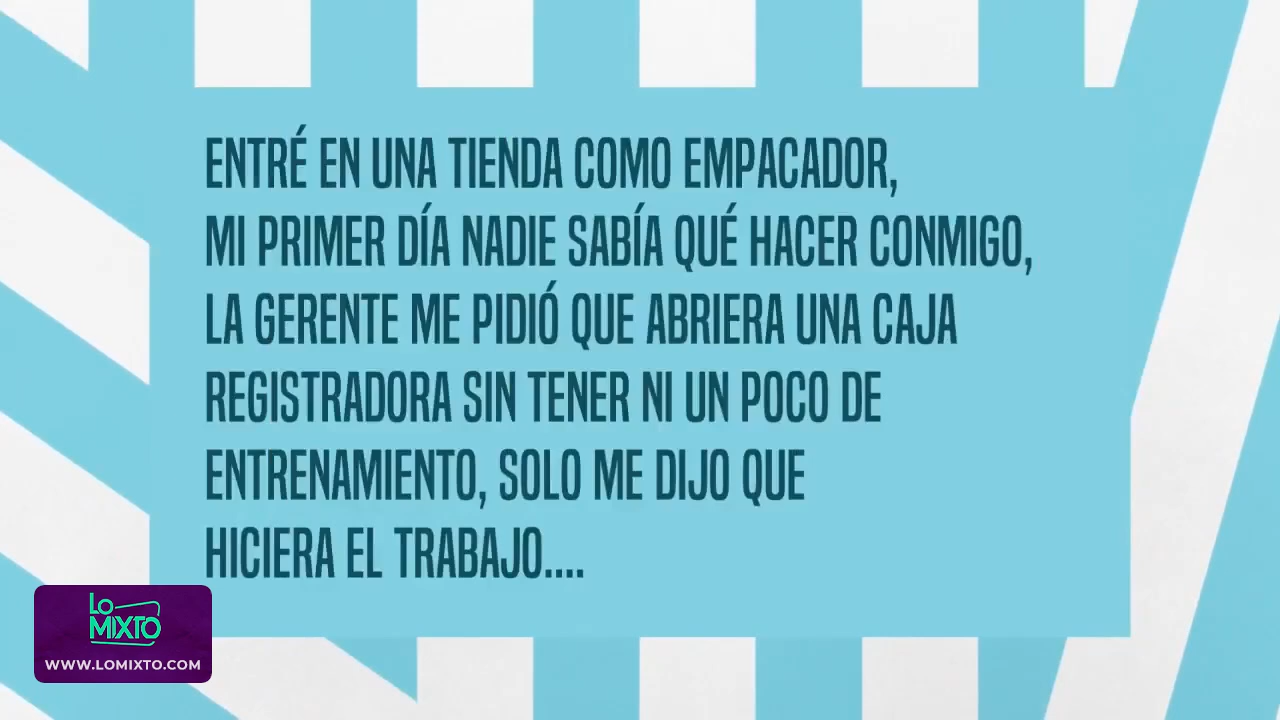 ENTRÉ EN UNA TIENDA COMO EMPACADOR,
MI PRIMER DÍA NADIE SABÍA QUÉ HACER CONMIGO,
LA GERENTE ME PIDIÓ QUE ABRIERA UNA CAJA
REGISTRADORA SIN TENER NI UN POCO DE
ENTRENAMIENTO, SOLO ME DIJO QUE
HICIERA EL TRABAJO....
LO
MIXTO
WWW.LOMIXTO.COM